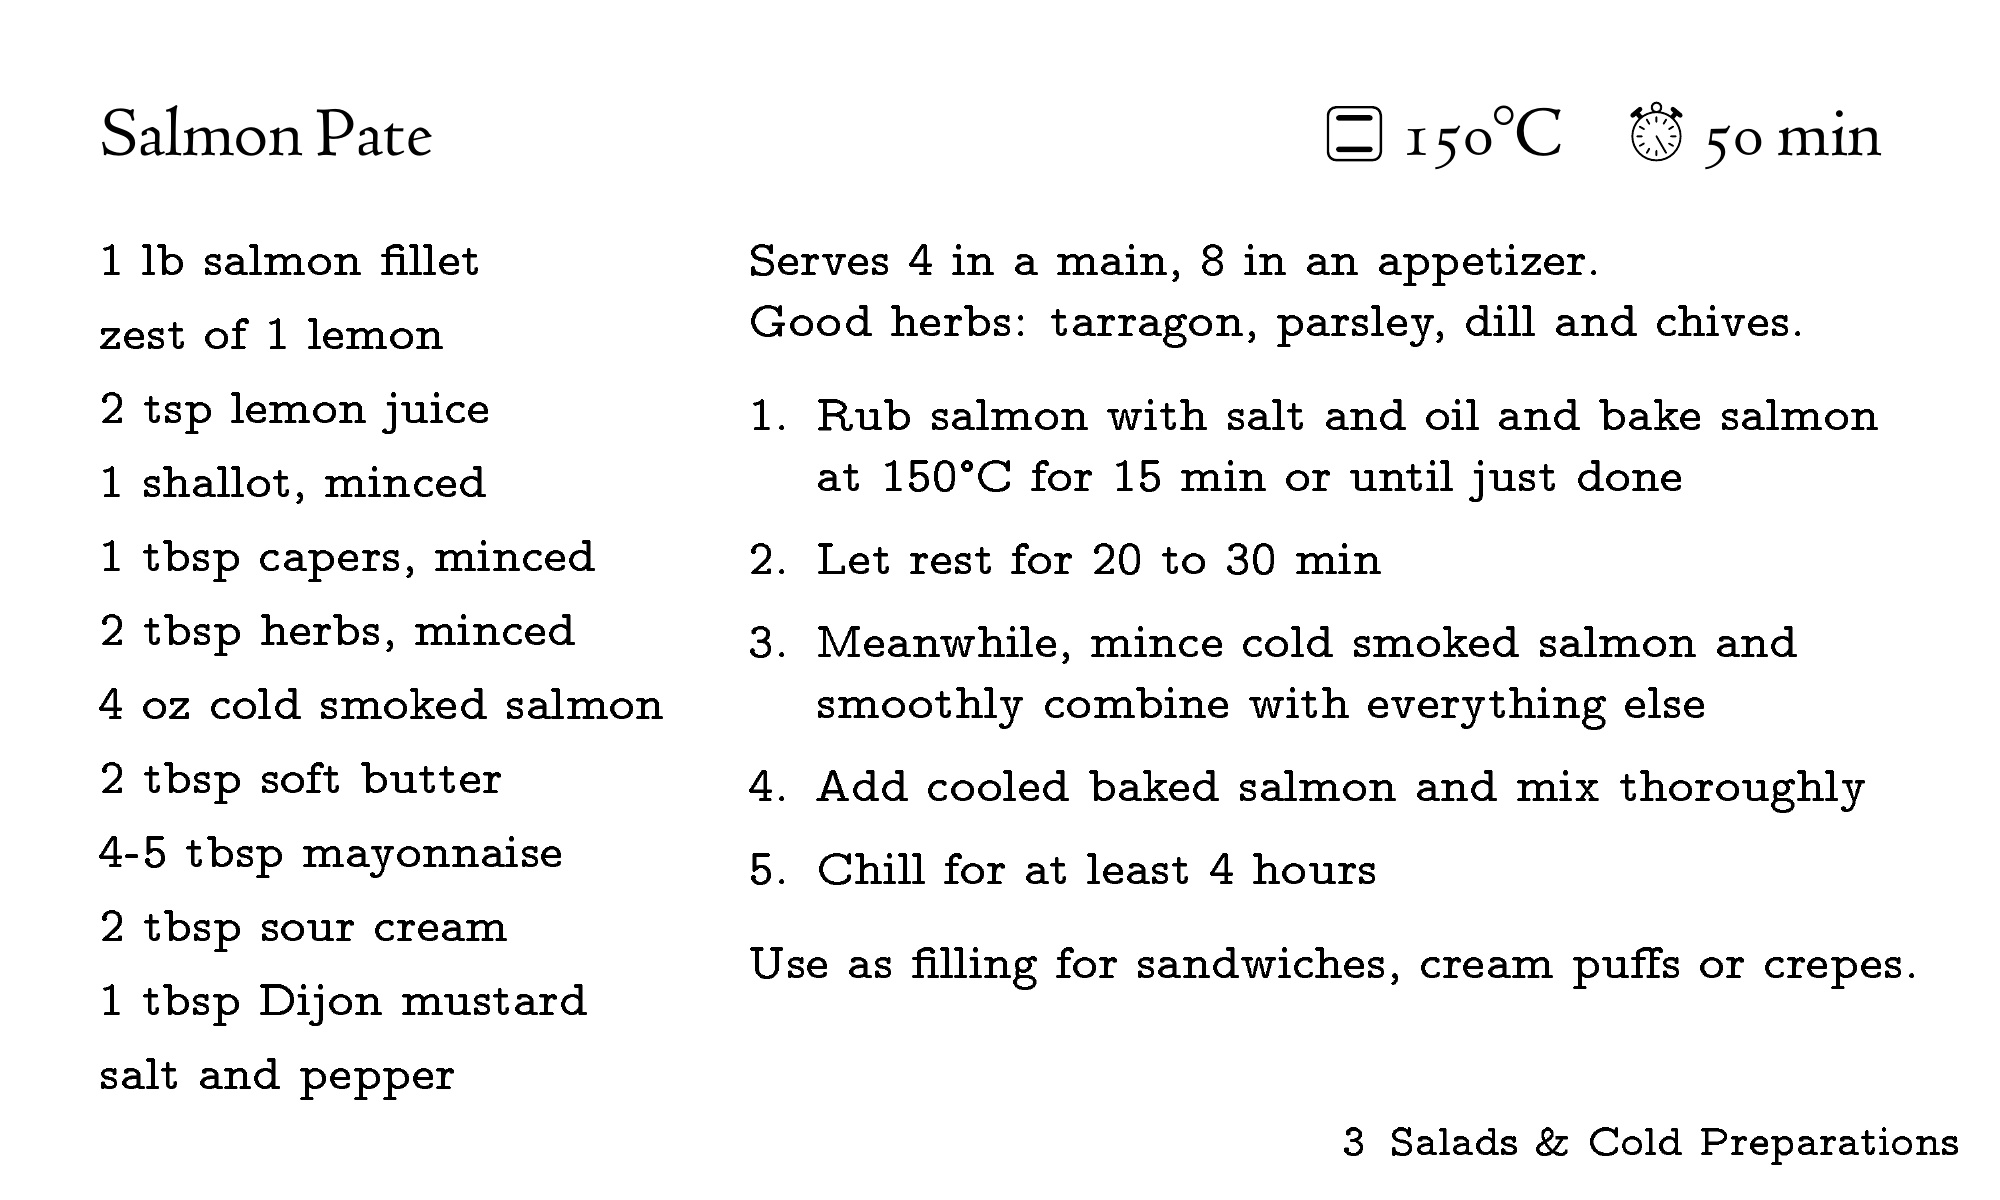 Salmon Pate
150°C 50 min
1 lb salmon fillet
zest of 1 lemon
2 tsp lemon juice
1 shallot, minced
1 tbsp capers, minced
2 tbsp herbs, minced
4 oz cold smoked salmon
2 tbsp soft butter
4-5 tbsp mayonnaise
2 tbsp sour cream
1 tbsp Dijon mustard
salt and pepper
Serves 4 in a main, 8 in an appetizer.
Good herbs: tarragon, parsley, dill and chives.
1. Rub salmon with salt and oil and bake salmon
at 150°C for 15 min or until just done
2. Let rest for 20 to 30 min
3. Meanwhile, mince cold smoked salmon and
smoothly combine with everything else
4. Add cooled baked salmon and mix thoroughly
5. Chill for at least 4 hours
Use as filling for sandwiches, cream puffs or crepes.
3 Salads & Cold Preparations